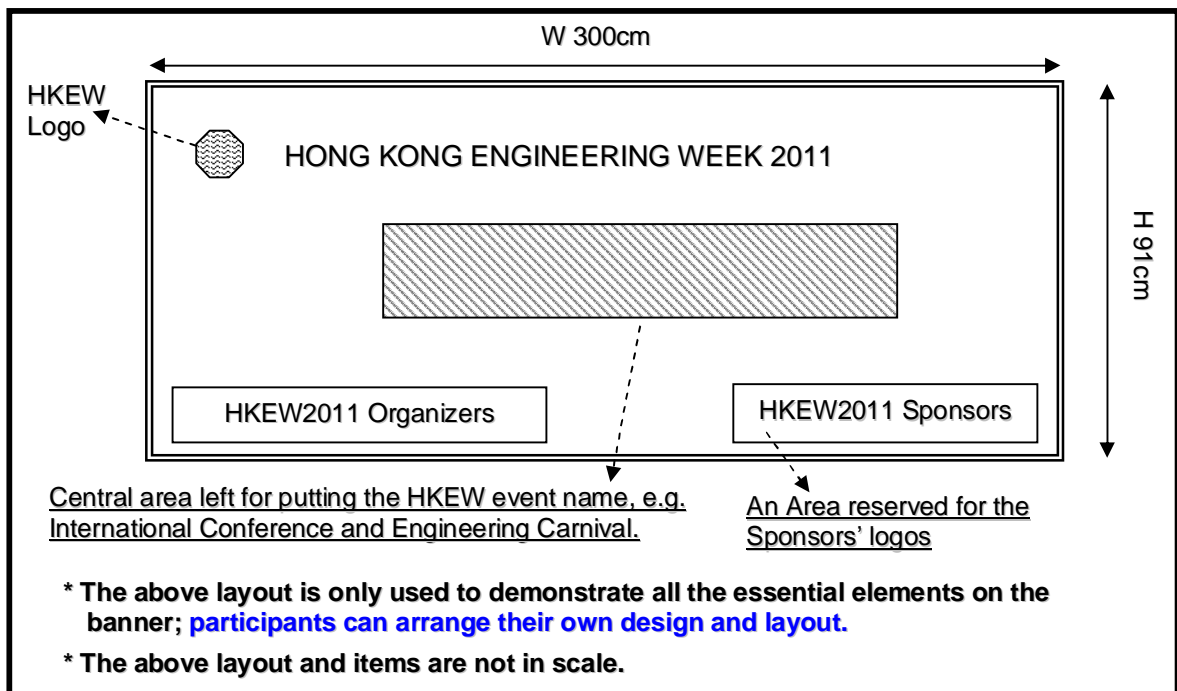 W 300cm
HKEW
Logo
HONG KONG ENGINEERING WEEK 2011
H 91cm
HKEW2011 Organizers
HKEW2011 Sponsors
Central area left for putting the HKEW event name, e.g.
International Conference and Engineering Carnival.
An Area reserved for the
Sponsors’ logos
* The above layout is only used to demonstrate all the essential elements on the
banner; participants can arrange their own design and layout.
* The above layout and items are not in scale.